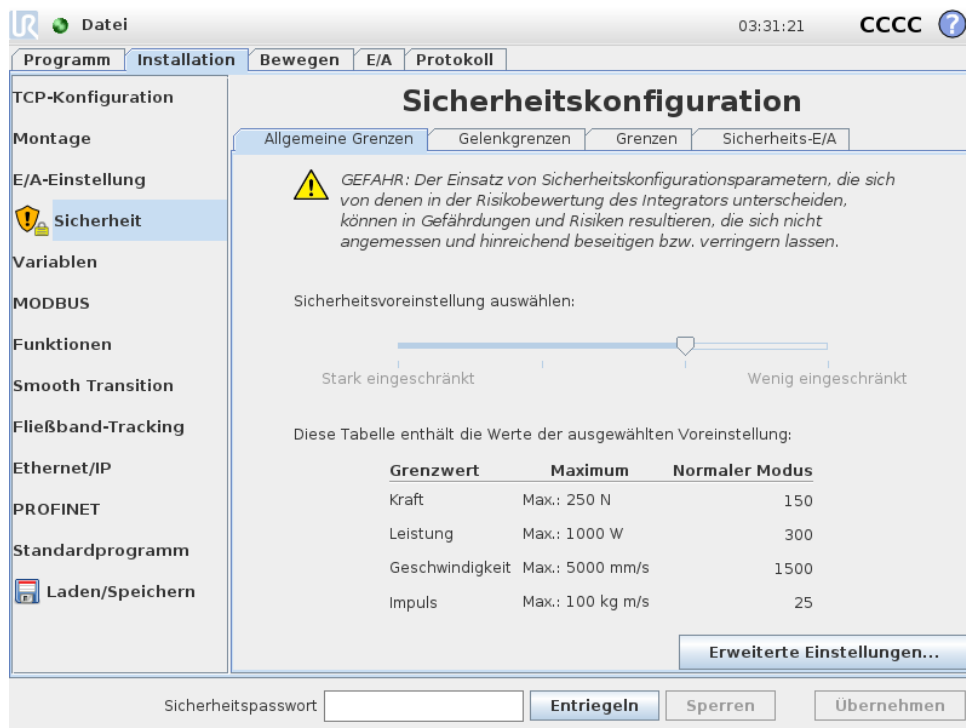 UR Datei 03:31:21 CCCC ?
Programm Installation Bewegen E/A Protokoll
TCP-Konfiguration
Montage
E/A-Einstellung
Sicherheit
Variablen
MODBUS
Funktionen
Smooth Transition
Fließband-Tracking
Ethernet/IP
PROFINET
Standardprogramm
Laden/Speichern
Sicherheitskonfiguration
Allgemeine Grenzen Gelenkgrenzen Grenzen Sicherheits-E/A
GEFAHR: Der Einsatz von Sicherheitskonfigurationsparametern, die sich
von denen in der Risikobewertung des Integrators unterscheiden,
können in Gefährdungen und Risiken resultieren, die sich nicht
angemessen und hinreichend beseitigen bzw. verringern lassen.
Sicherheitsvoreinstellung auswählen:
Stark eingeschränkt Wenig eingeschränkt
Diese Tabelle enthält die Werte der ausgewählten Voreinstellung:
Grenzwert Maximum Normaler Modus
Kraft Max.: 250 N 150
Leistung Max.: 1000 W 300
Geschwindigkeit Max.: 5000 mm/s 1500
Impuls Max.: 100 kg m/s 25
Erweiterte Einstellungen...
Sicherheitspasswort Entriegeln Sperren Übernehmen